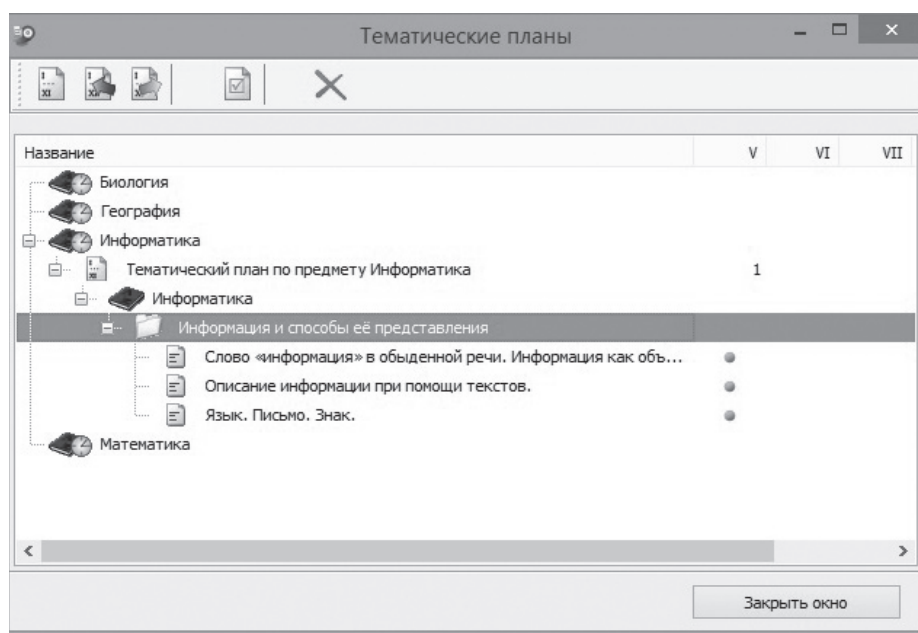 Тематические планы
Название V VI VII
Биология
География
Информатика
Тематический план по предмету Информатика 1
Информатика
Информация и способы её представления
Слово «информация» в обыденной речи. Информация как объ...
Описание информации при помощи текстов.
Язык. Письмо. Знак.
Математика
Закрыть окно